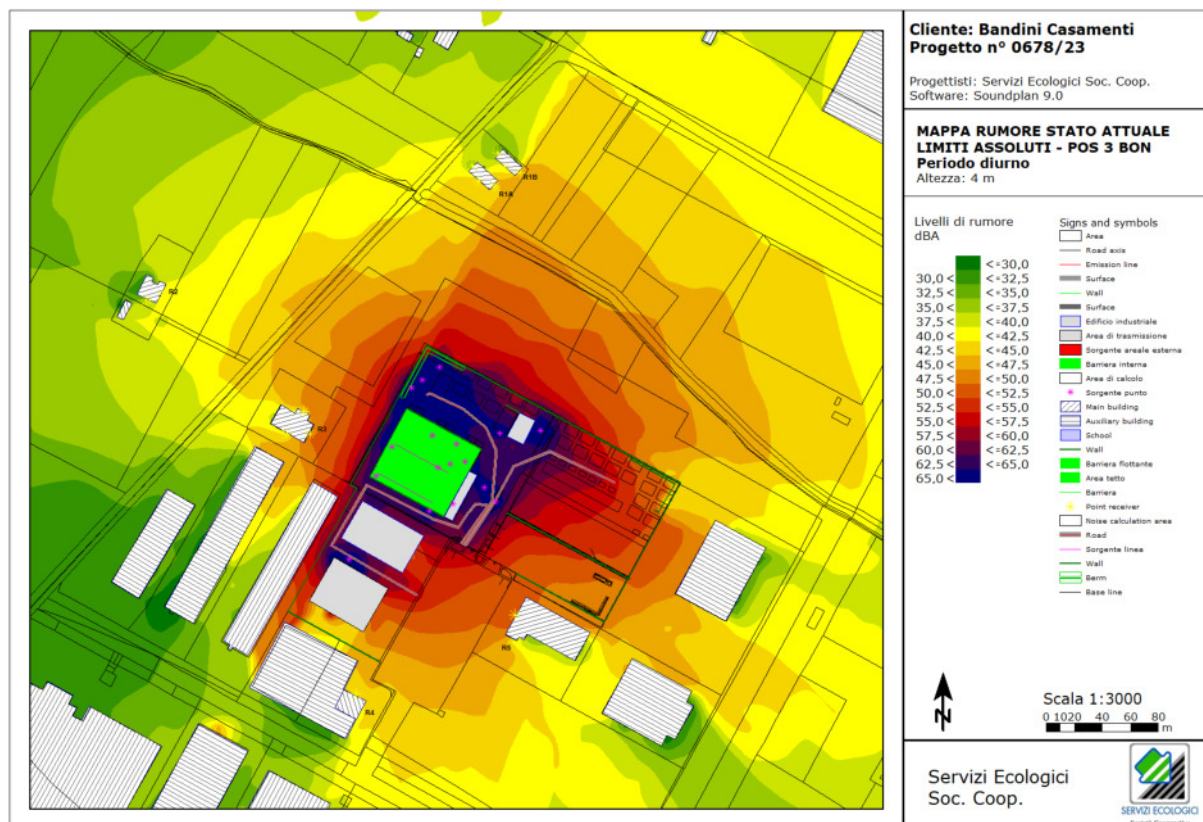 Cliente: Bandini Casamenti
Progetto n° 0678/23
Progettisti: Servizi Ecologici Soc. Coop.
Software: Soundplan 9.0
MAPPA RUMORE STATO ATTUALE
LIMITI ASSOLUTI - POS 3 BON
Periodo diurno
Altezza: 4 m
Livelli di rumore
dBA
<=30,0
30,0 < <=32,5
32,5 < <=35,0
35,0 < <=37,5
37,5 < <=40,0
40,0 < <=42,5
42,5 < <=45,0
45,0 < <=47,5
47,5 < <=50,0
50,0 < <=52,5
52,5 < <=55,0
55,0 < <=57,5
57,5 < <=60,0
60,0 < <=62,5
62,5 < <=65,0
65,0 <
Signs and symbols
Area
Road axis
Emission line
Surface
Wall
Surface
Edificio industriale
Area di trasmissione
Sorgente areale esterna
Barriera interna
Area di calcolo
Sorgente punto
Main building
Auxiliary building
School
Wall
Barriera flottante
Area tetto
Barriera
Point receiver
Noise calculation area
Road
Sorgente linea
Wall
Berm
Base line
R1B
R1A
R2
R3
R5
R4
N
Scala 1:3000
0 1020 40 60 80
m
Servizi Ecologici
Soc. Coop.
SERVIZI ECOLOGICI